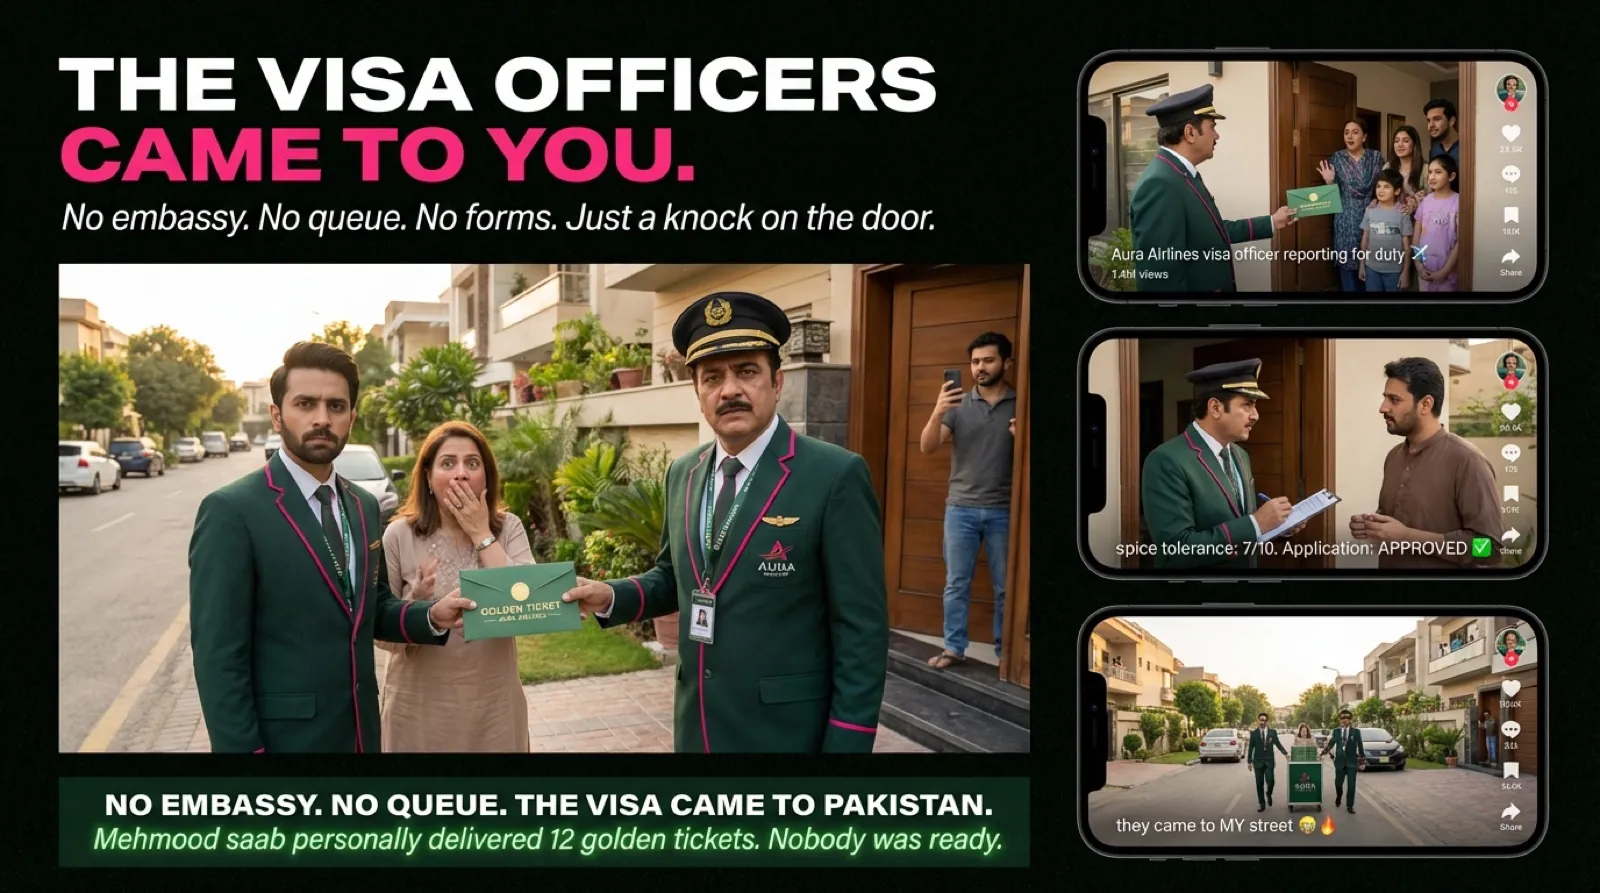 THE VISA OFFICERS
CAME TO YOU.
No embassy. No queue. No forms. Just a knock on the door.
GOLDEN TICKET
NO EMBASSY. NO QUEUE. THE VISA CAME TO PAKISTAN.
Mehmood saab personally delivered 12 golden tickets. Nobody was ready.
Aura Airlines visa officer reporting for duty ✈️
views
Share
spice tolerance: 7/10. Application: APPROVED ✅
they came to MY street 😭🔥
Share